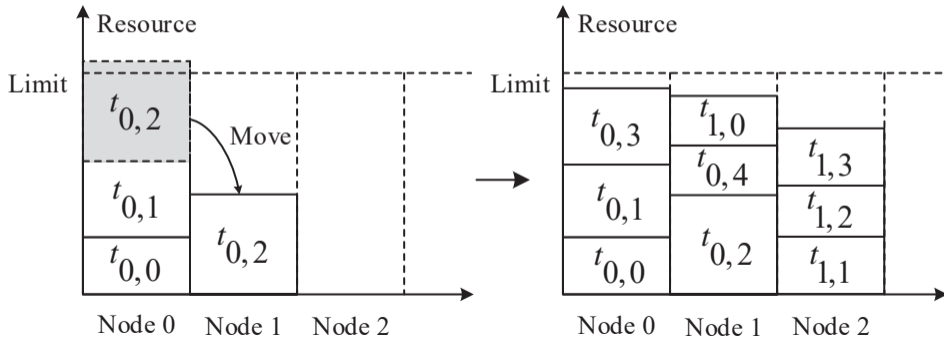 Resource
Limit
t0,2
Move
t0,1
t0,0
t0,2
Node 0 Node 1 Node 2
Resource
Limit
t0,3
t0,1
t0,0
t1,0
t0,4
t0,2
t1,3
t1,2
t1,1
Node 0 Node 1 Node 2